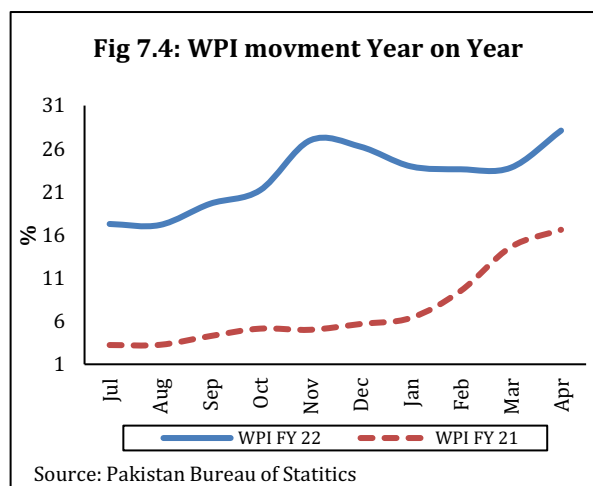 Fig 7.4: WPI movment Year on Year
31
26
21
16
11
6
1
%
Jul
Aug
Sep
Oct
Nov
Dec
Jan
Feb
Mar
Apr
WPI FY 22
WPI FY 21
Source: Pakistan Bureau of Statitics